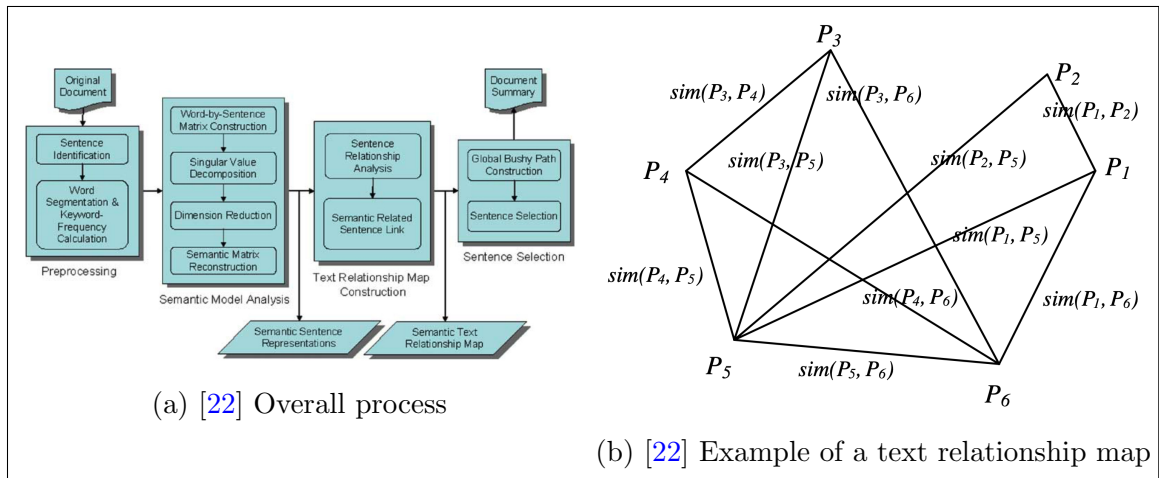 Original
Document
Sentence
Identification
Word
Segmentation &
Keyword-
Frequency
Calculation
Preprocessing
Word-by-Sentence
Matrix Construction
Singular Value
Decomposition
Dimension Reduction
Semantic Matrix
Reconstruction
Semantic Model Analysis
Sentence
Relationship
Analysis
Semantic Related
Sentence Link
Text Relationship Map
Construction
Document
Summary
Global Bushy Path
Construction
Sentence Selection
Sentence Selection
Semantic Sentence
Representations
Semantic Text
Relationship Map
(a) [22] Overall process
P3
P2
sim(P3, P4)
sim(P3, P6)
sim(P1, P2)
P4
sim(P3, P5)
sim(P2, P5)
P1
sim(P1, P5)
sim(P4, P5)
sim(P4, P6)
sim(P1, P6)
P5
sim(P5, P6)
P6
(b) [22] Example of a text relationship map